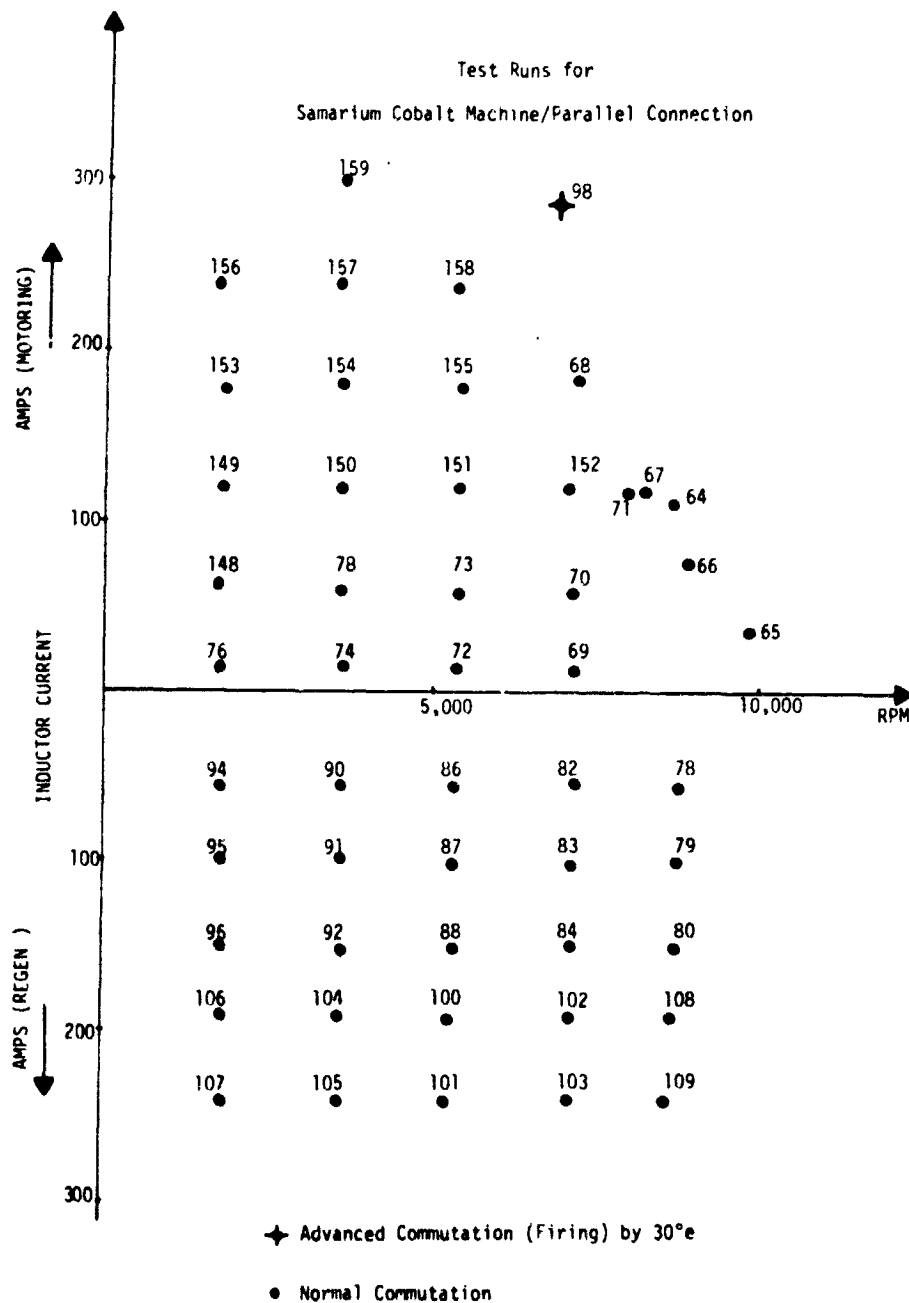 Test Runs for
Samarium Cobalt Machine/Parallel Connection
159
300
98
156 157 158
AMPS (MOTORING)
200
153 154 155 68
149 150 151 152 67
71 64
100
148 78 73 70 66
65
76 74 72 69
INDUCTOR CURRENT
5,000 10,000
RPM
94 90 86 82 78
95 91 87 83 79
100
96 92 88 84 80
AMPS (REGEN )
106 104 100 102 108
200
107 105 101 103 109
300
Advanced Commutation (Firing) by 30°e
Normal Commutation